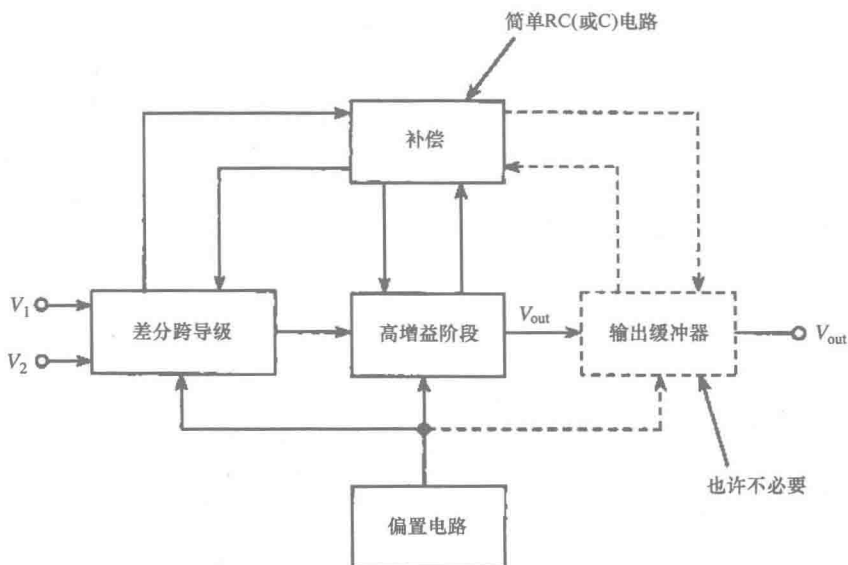 简单RC(或C)电路
补偿
V1
V2
差分跨导级
高增益阶段
Vout
输出缓冲器
Vout
也许不必要
偏置电路